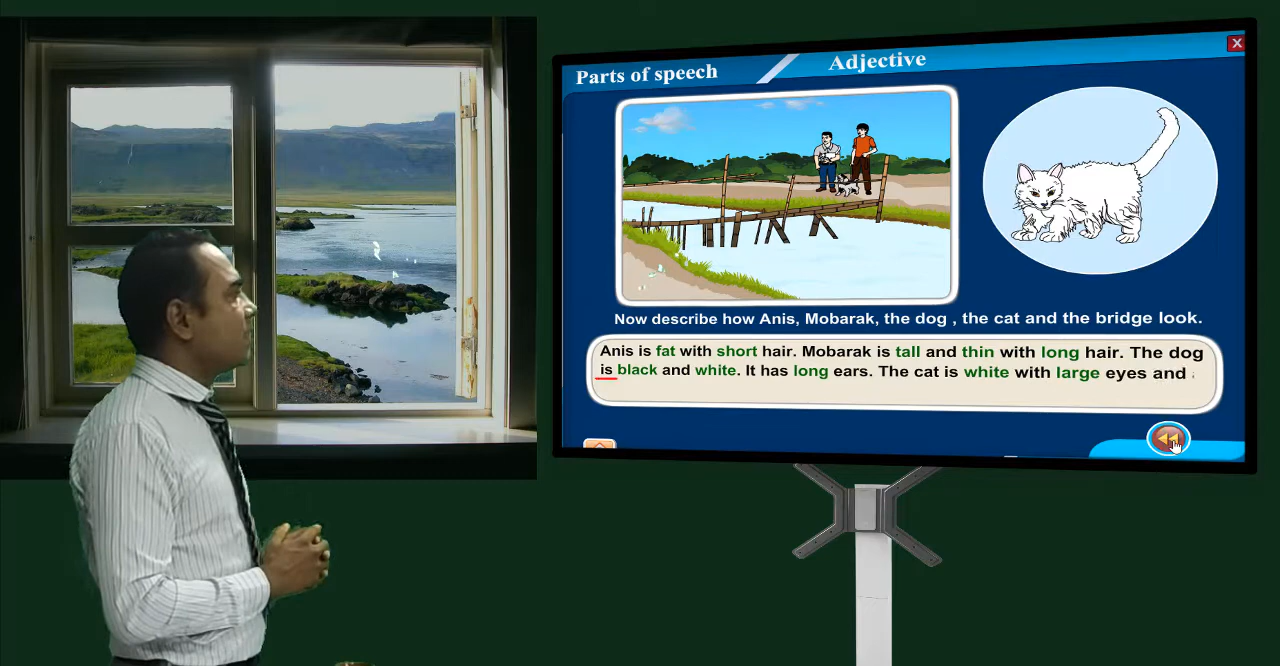 Parts of speech
Adjective
X
Now describe how Anis, Mobarak, the dog , the cat and the bridge look.
Anis is fat with short hair. Mobarak is tall and thin with long hair. The dog
is black and white. It has long ears. The cat is white with large eyes and